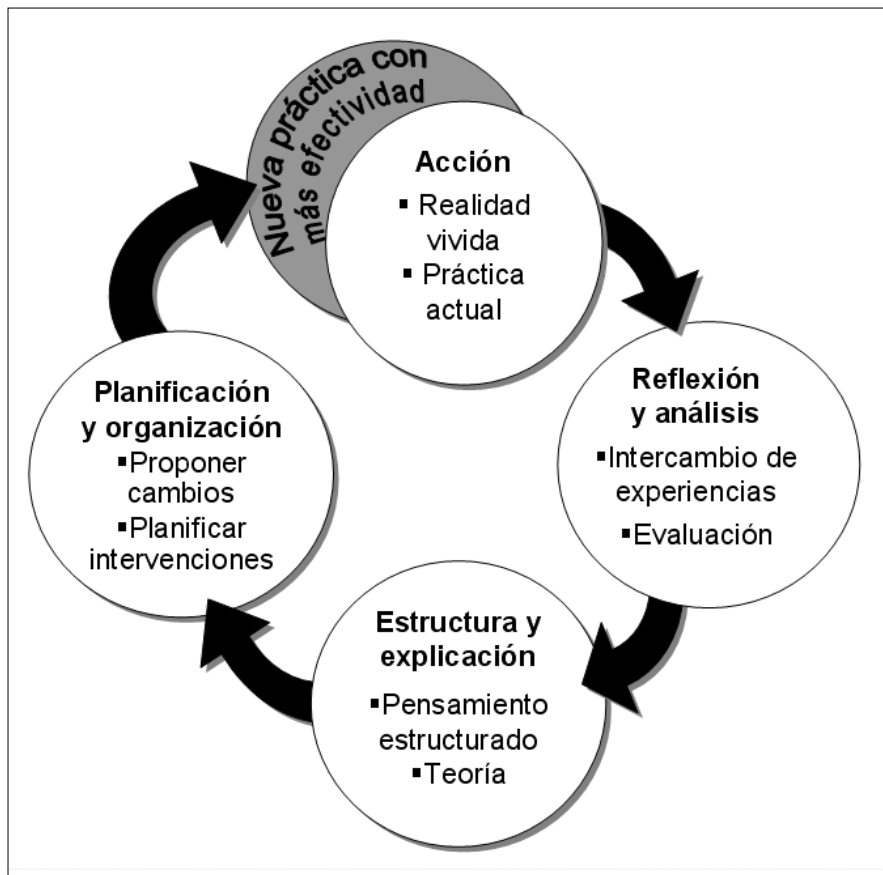 Nueva práctica con
más efectividad
Acción
▪ Realidad
vivida
▪ Práctica
actual
Reflexión
y análisis
▪Intercambio de
experiencias
▪Evaluación
Estructura y
explicación
▪Pensamiento
estructurado
▪Teoría
Planificación
y organización
▪Proponer
cambios
▪Planificar
intervenciones